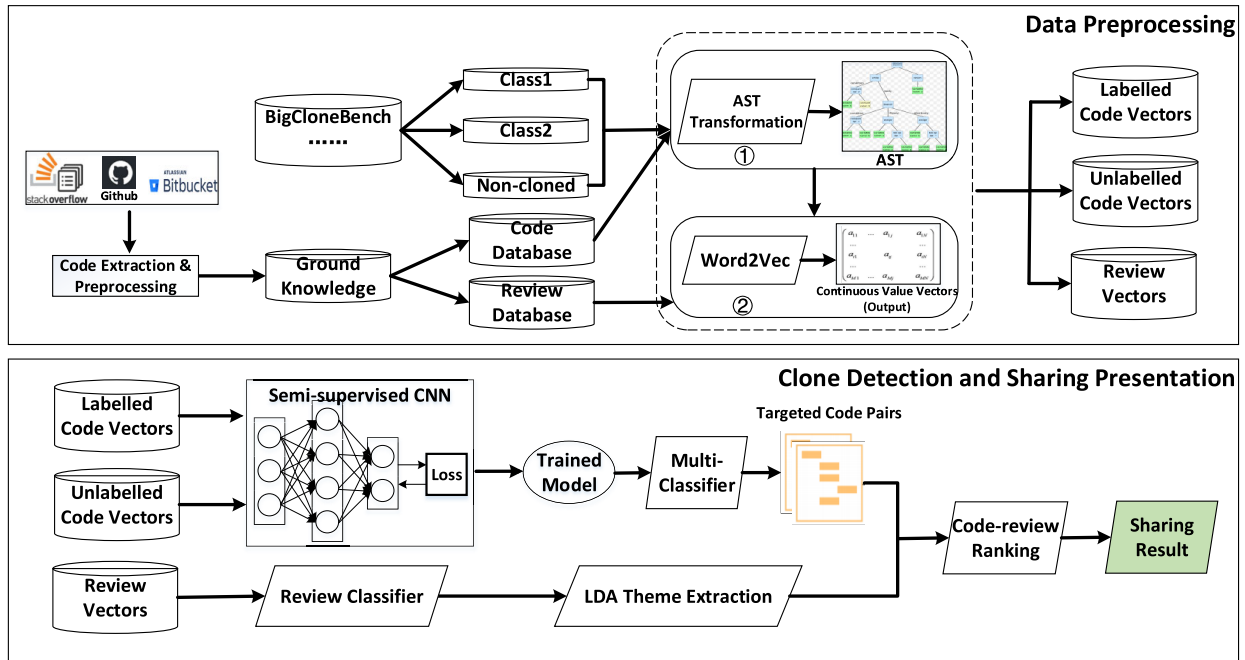 Data Preprocessing
BigCloneBench
......
Class1
Class2
Non-cloned
AST
Transformation
①
AST
Labelled
Code Vectors
Unlabelled
Code Vectors
Review
Vectors
stackoverflow
Github
ATLASSIAN
Bitbucket
Code Extraction &
Preprocessing
Ground
Knowledge
Code
Database
Review
Database
Word2Vec
②
Continuous Value Vectors
(Output)
Clone Detection and Sharing Presentation
Labelled
Code Vectors
Unlabelled
Code Vectors
Review
Vectors
Semi-supervised CNN
Loss
Trained
Model
Multi-
Classifier
Targeted Code Pairs
Review Classifier
LDA Theme Extraction
Code-review
Ranking
Sharing
Result